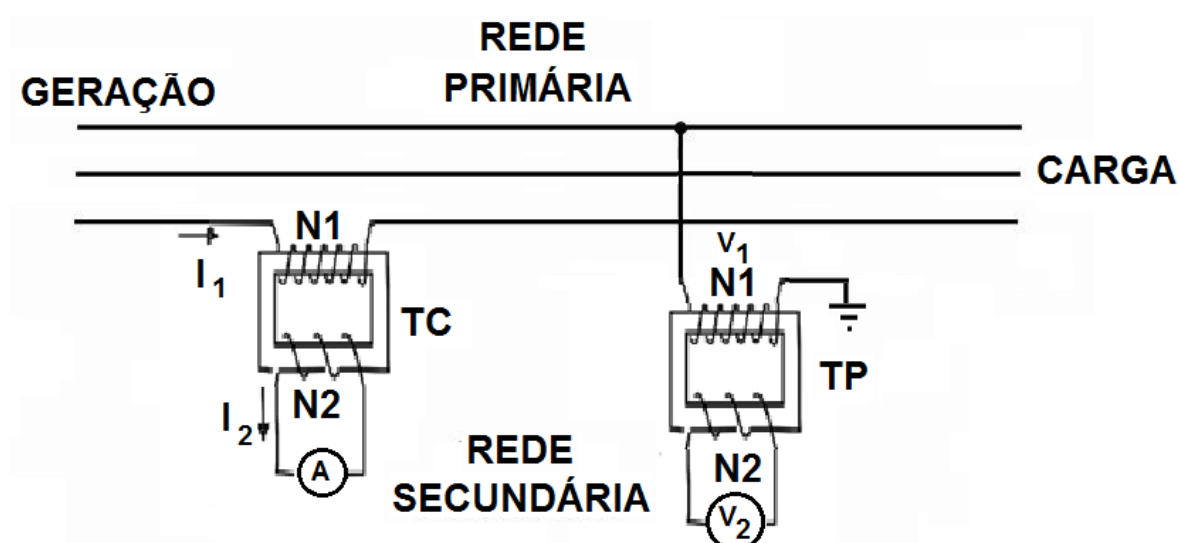 REDE
PRIMÁRIA
GERAÇÃO
CARGA
N1
I1
TC
N2
I2
A
V1
N1
TP
N2
V2
REDE
SECUNDÁRIA